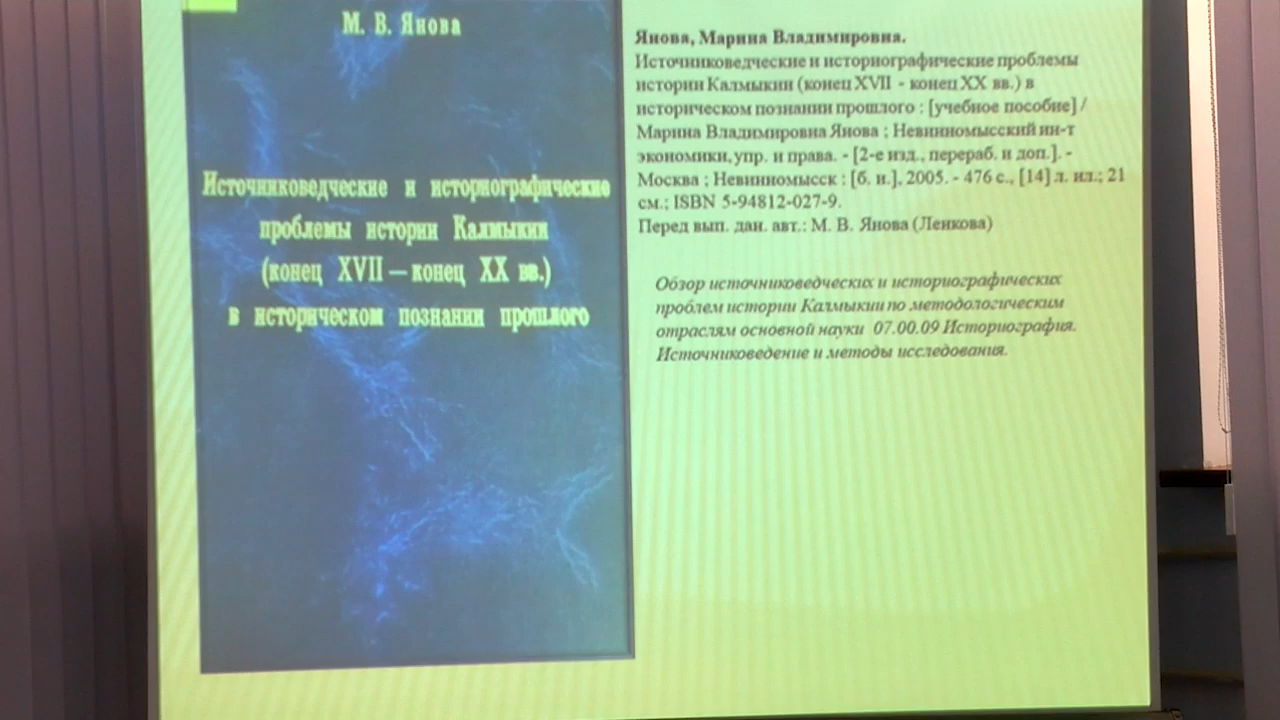 М. В. Янова
Источниковедческие и историографические
проблемы истории Калмыкии
(конец XVII – конец XX вв.)
в историческом познании прошлого
Янова, Марина Владимировна.
Источниковедческие и историографические проблемы
истории Калмыкии (конец XVII - конец XX вв.) в
историческом познании прошлого : [учебное пособие] /
Марина Владимировна Янова ; Невинномысский ин-т
экономики, упр. и права. - [2-е изд., перераб. и доп.]. -
Москва ; Невинномысск : [б. и.], 2005. - 476 с., [14] л. ил.; 21
см.; ISBN 5-94812-027-9.
Перед вып. дан. авт.: М. В. Янова (Ленкова)
Обзор источниковедческих и историографических
проблем истории Калмыкии по методологическим
отраслям основной науки 07.00.09 Историография.
Источниковедение и методы исследования.